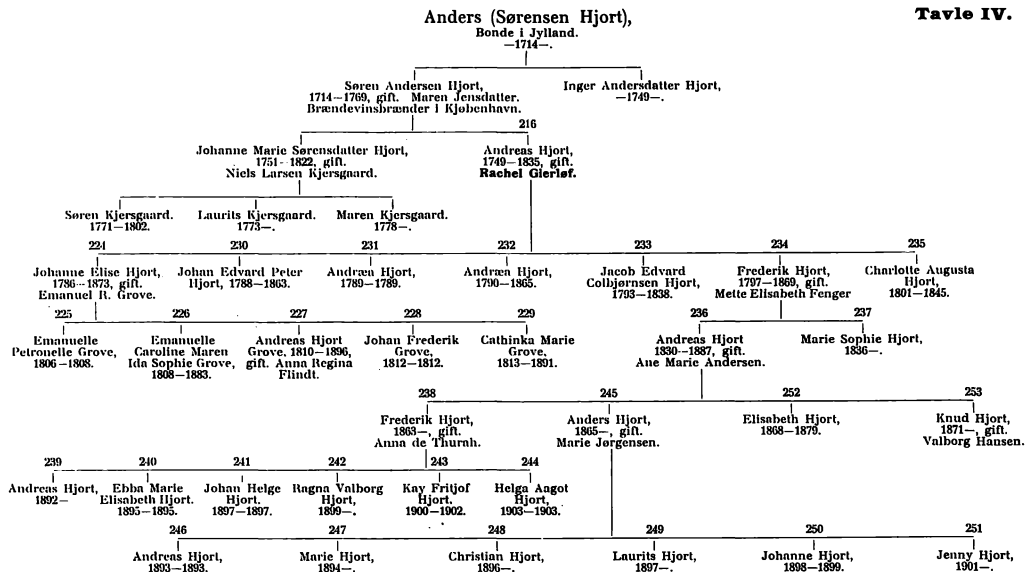 Tavle IV.
Anders (Sørensen Hjort),
Bonde i Jylland.
—1714—.
Søren Andersen Hjort,
1714—1769, gift. Maren Jensdatter.
Brændevinsbrænder i Kjøbenhavn.
Inger Andersdatter Hjort,
—1749—.
Johanne Marie Sørensdatter Hjort,
1751—1822, gift.
Niels Larsen Kjersgaard.
216
Andreas Hjort,
1749—1835, gift.
Rachel Gierløf.
Søren Kjersgaard.
1771—1802.
Laurits Kjersgaard.
1773—.
Maren Kjersgaard.
1778—.
224
Johanne Elise Hjort,
1786—1873, gift.
Emanuel R. Grove.
230
Johan Edvard Peter
Hjort, 1788—1863.
231
Andræn Hjort,
1789—1789.
232
Andræn Hjort,
1790—1865.
233
Jacob Edvard
Colbjørnsen Hjort,
1793—1838.
234
Frederik Hjort,
1797—1869, gift.
Mette Elisabeth Fenger
235
Charlotte Augusta
Hjort,
1801—1845.
225
Emanuelle
Petronelle Grove,
1806—1808.
226
Emanuelle
Caroline Maren
Ida Sophie Grove,
1808—1883.
227
Andreas Hjort
Grove, 1810—1896,
gift. Anna Regina
Flindt.
228
Johan Frederik
Grove,
1812—1812.
229
Cathinka Marie
Grove,
1813—1891.
236
Andreas Hjort
1830—1887, gift.
Ane Marie Andersen.
237
Marie Sophie Hjort,
1836—.
238
Frederik Hjort,
1863—, gift.
Anna de Thurah.
245
Anders Hjort,
1865—, gift.
Marie Jørgensen.
252
Elisabeth Hjort,
1868—1879.
253
Knud Hjort,
1871—, gift.
Valborg Hansen.
239
Andreas Hjort,
1892—
240
Ebba Marie
Elisabeth Hjort.
1895—1895.
241
Johan Helge
Hjort.
1897—1897.
242
Ragna Valborg
Hjort,
1899—.
243
Kay Fritjof
Hjort.
1900—1902.
244
Helga Aagot
Hjort,
1903—1903.
246
Andreas Hjort,
1893—1893.
247
Marie Hjort,
1894—.
248
Christian Hjort,
1896—.
249
Laurits Hjort,
1897—.
250
Johanne Hjort,
1898—1899.
251
Jenny Hjort,
1901—.